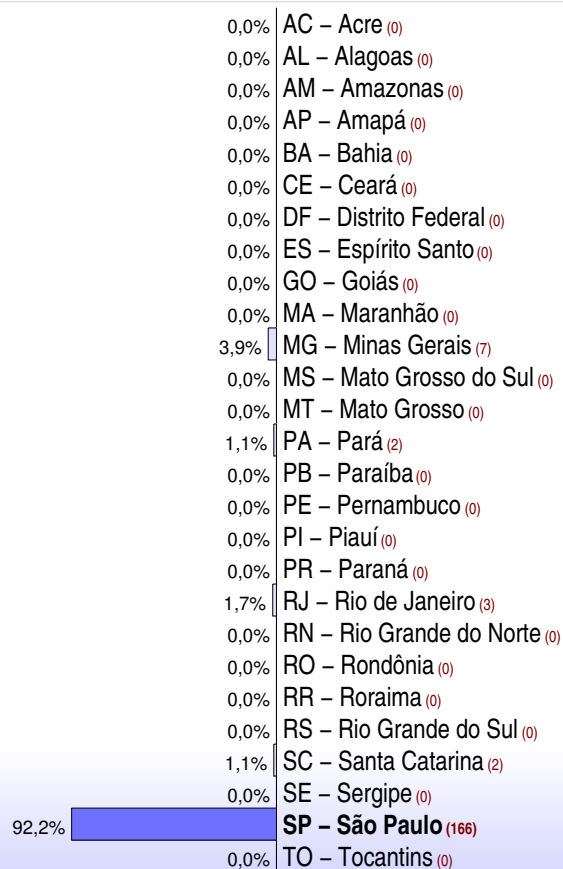 0,0% AC – Acre (0)
0,0% AL – Alagoas (0)
0,0% AM – Amazonas (0)
0,0% AP – Amapá (0)
0,0% BA – Bahia (0)
0,0% CE – Ceará (0)
0,0% DF – Distrito Federal (0)
0,0% ES – Espírito Santo (0)
0,0% GO – Goiás (0)
0,0% MA – Maranhão (0)
3,9% MG – Minas Gerais (7)
0,0% MS – Mato Grosso do Sul (0)
0,0% MT – Mato Grosso (0)
1,1% PA – Pará (2)
0,0% PB – Paraíba (0)
0,0% PE – Pernambuco (0)
0,0% PI – Piauí (0)
0,0% PR – Paraná (0)
1,7% RJ – Rio de Janeiro (3)
0,0% RN – Rio Grande do Norte (0)
0,0% RO – Rondônia (0)
0,0% RR – Roraima (0)
0,0% RS – Rio Grande do Sul (0)
1,1% SC – Santa Catarina (2)
0,0% SE – Sergipe (0)
92,2% SP – São Paulo (166)
0,0% TO – Tocantins (0)